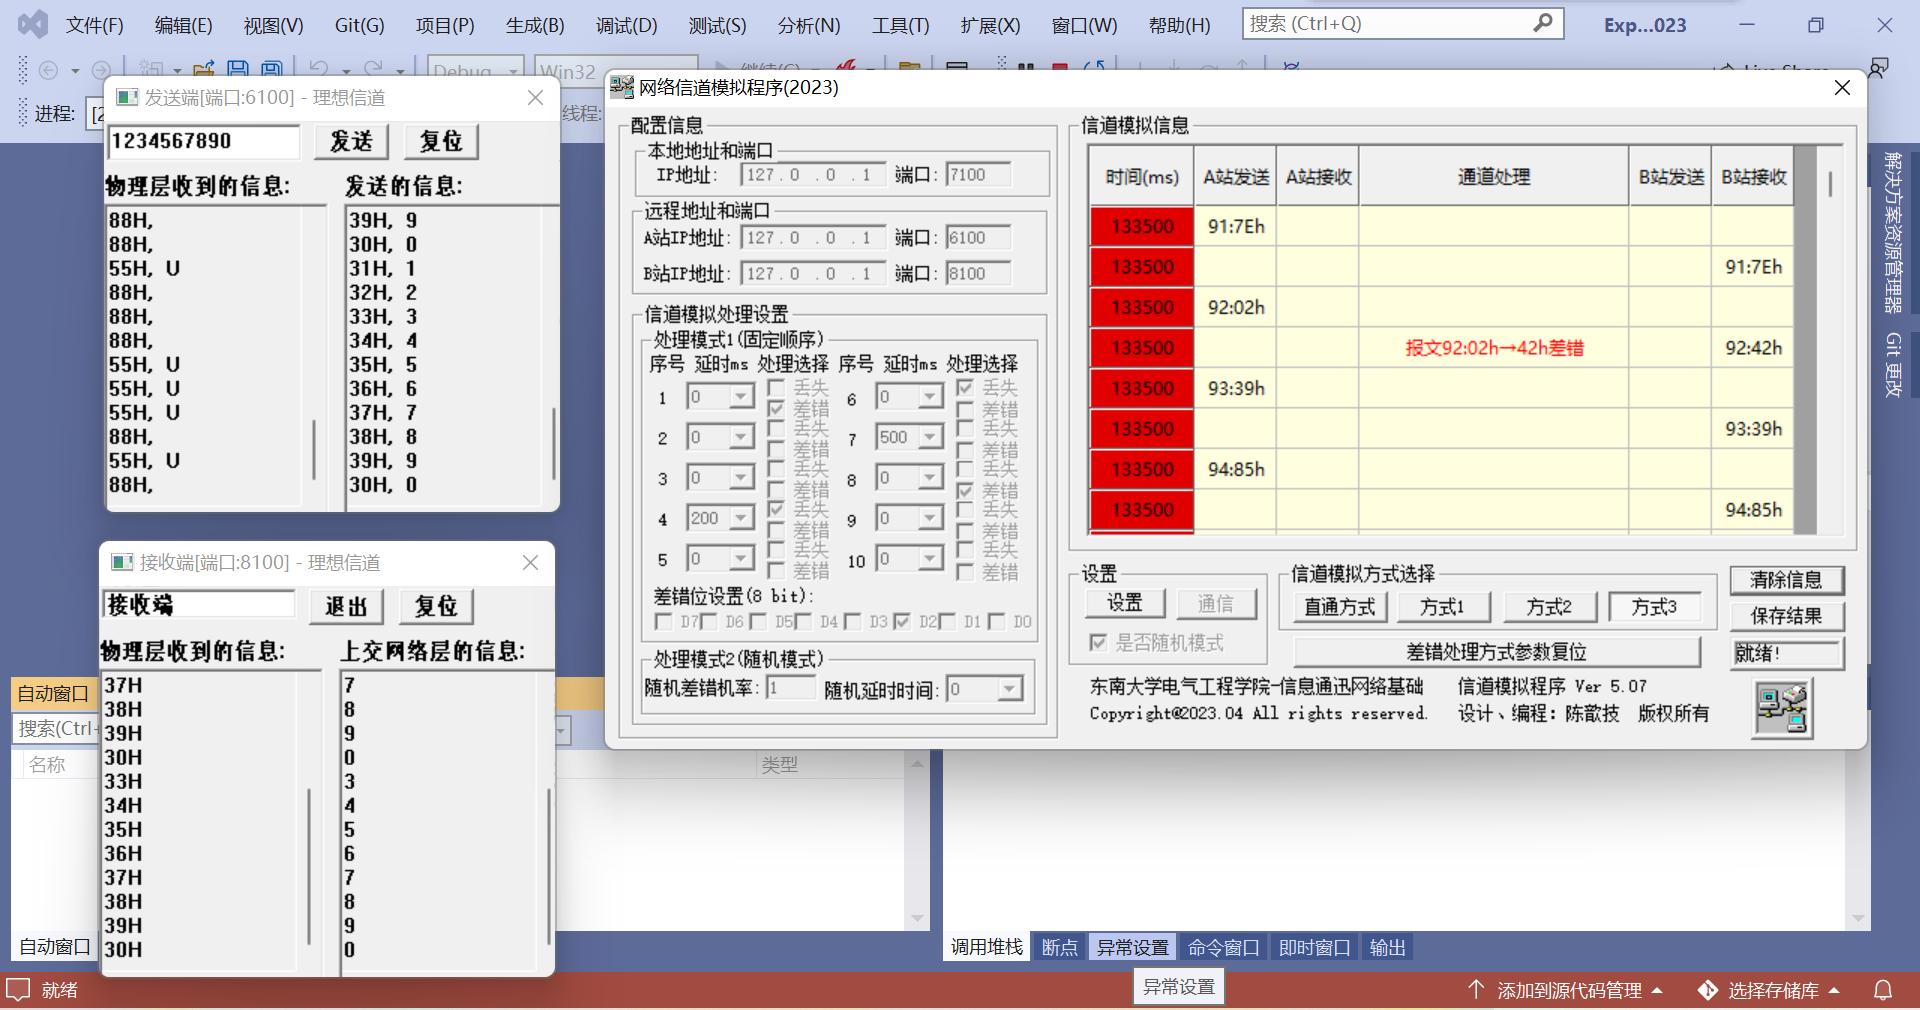 文件(F) 编辑(E) 视图(V) Git(G) 项目(P) 生成(B) 调试(D) 测试(S) 分析(N) 工具(T) 扩展(X) 窗口(W) 帮助(H) 搜索 (Ctrl+Q) Exp...023
Debug Win32
进程: 线程:
发送端[端口:6100] - 理想信道
1234567890 发送 复位
物理层收到的信息: 发送的信息:
88H, 39H, 9
88H, 30H, 0
55H, U 31H, 1
88H, 32H, 2
88H, 33H, 3
88H, 34H, 4
55H, U 35H, 5
55H, U 36H, 6
55H, U 37H, 7
88H, 38H, 8
55H, U 39H, 9
88H, 30H, 0
接收端[端口:8100] - 理想信道
接收端 退出 复位
物理层收到的信息: 上交网络层的信息:
37H 7
38H 8
39H 9
30H 0
33H 3
34H 4
35H 5
36H 6
37H 7
38H 8
39H 9
30H 0
网络信道模拟程序(2023)
配置信息
本地地址和端口
IP地址: 127 . 0 . 0 . 1 端口: 7100
远程地址和端口
A站IP地址: 127 . 0 . 0 . 1 端口: 6100
B站IP地址: 127 . 0 . 0 . 1 端口: 8100
信道模拟处理设置
处理模式1(固定顺序)
序号 延时ms 处理选择 序号 延时ms 处理选择
1 0 丢失 差错 6 0 丢失 差错
2 0 丢失 差错 7 500 丢失 差错
3 0 丢失 差错 8 0 丢失 差错
4 200 丢失 差错 9 0 丢失 差错
5 0 丢失 差错 10 0 丢失 差错
差错位设置(8 bit):
D7 D6 D5 D4 D3 D2 D1 D0
处理模式2(随机模式)
随机差错机率: 1 随机延时时间: 0
信道模拟信息
时间(ms) A站发送 A站接收 通道处理 B站发送 B站接收
133500 91:7Eh
133500 91:7Eh
133500 92:02h
133500 报文92:02h→42h差错 92:42h
133500 93:39h
133500 93:39h
133500 94:85h
133500 94:85h
设置
设置 通信
是否随机模式
信道模拟方式选择
直通方式 方式1 方式2 方式3
差错处理方式参数复位
清除信息
保存结果
就绪!
东南大学电气工程学院-信息通迅网络基础 信道模拟程序 Ver 5.07
Copyright@2023.04 All rights reserved. 设计、编程: 陈歆技 版权所有
解决方案资源管理器
Git 更改
自动窗口
搜索(Ctrl+
名称 类型
自动窗口
调用堆栈 断点 异常设置 命令窗口 即时窗口 输出
异常设置
就绪 添加到源代码管理 选择存储库